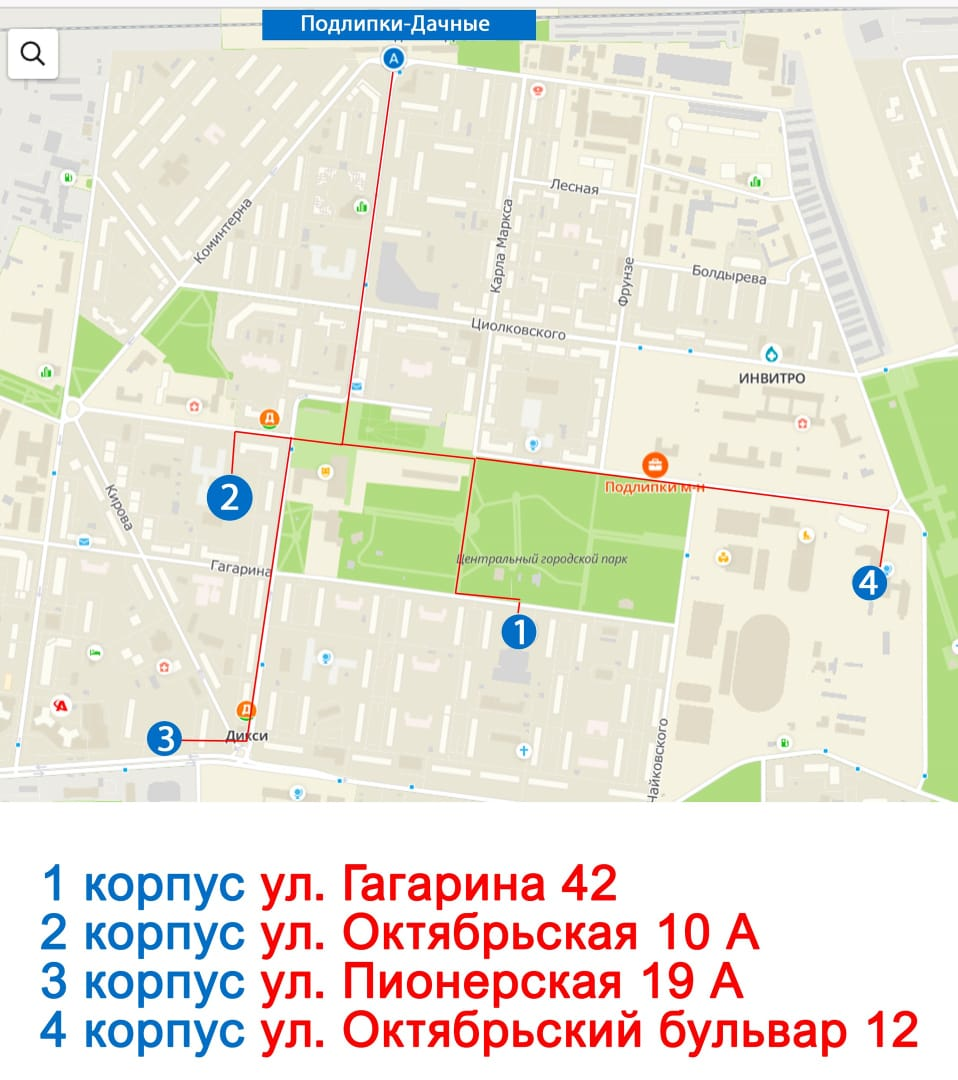 Подлипки-Дачные
А
Лесная
Карла Маркса
Коминтерна
Фрунзе
Болдырева
Циолковского
ИНВИТРО
Д
Подлипки м-н
2
Кирова
Гагарина
Центральный городской парк
4
1
Д
Дикси
3
Чайковского
1 корпус ул. Гагарина 42
2 корпус ул. Октябрьская 10 А
3 корпус ул. Пионерская 19 А
4 корпус ул. Октябрьский бульвар 12